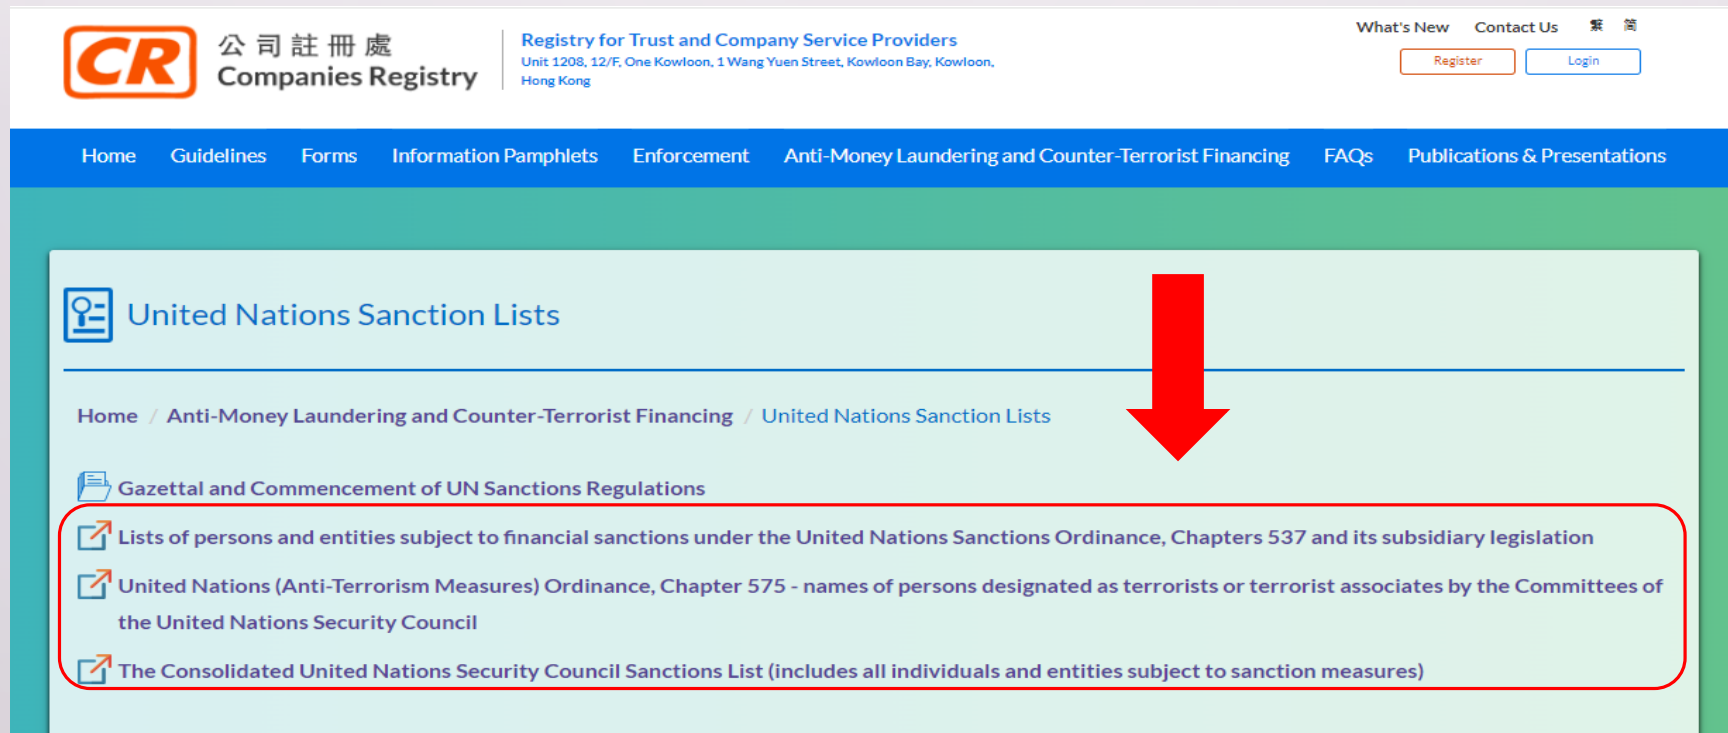 CR
公司註冊處
Companies Registry
Registry for Trust and Company Service Providers
Unit 1208, 12/F, One Kowloon, 1 Wang Yuen Street, Kowloon Bay, Kowloon,
Hong Kong
What's New Contact Us 繁 简
Register Login
Home Guidelines Forms Information Pamphlets Enforcement Anti-Money Laundering and Counter-Terrorist Financing FAQs Publications & Presentations
United Nations Sanction Lists
Home / Anti-Money Laundering and Counter-Terrorist Financing / United Nations Sanction Lists
Gazettal and Commencement of UN Sanctions Regulations
Lists of persons and entities subject to financial sanctions under the United Nations Sanctions Ordinance, Chapters 537 and its subsidiary legislation
United Nations (Anti-Terrorism Measures) Ordinance, Chapter 575 - names of persons designated as terrorists or terrorist associates by the Committees of
the United Nations Security Council
The Consolidated United Nations Security Council Sanctions List (includes all individuals and entities subject to sanction measures)